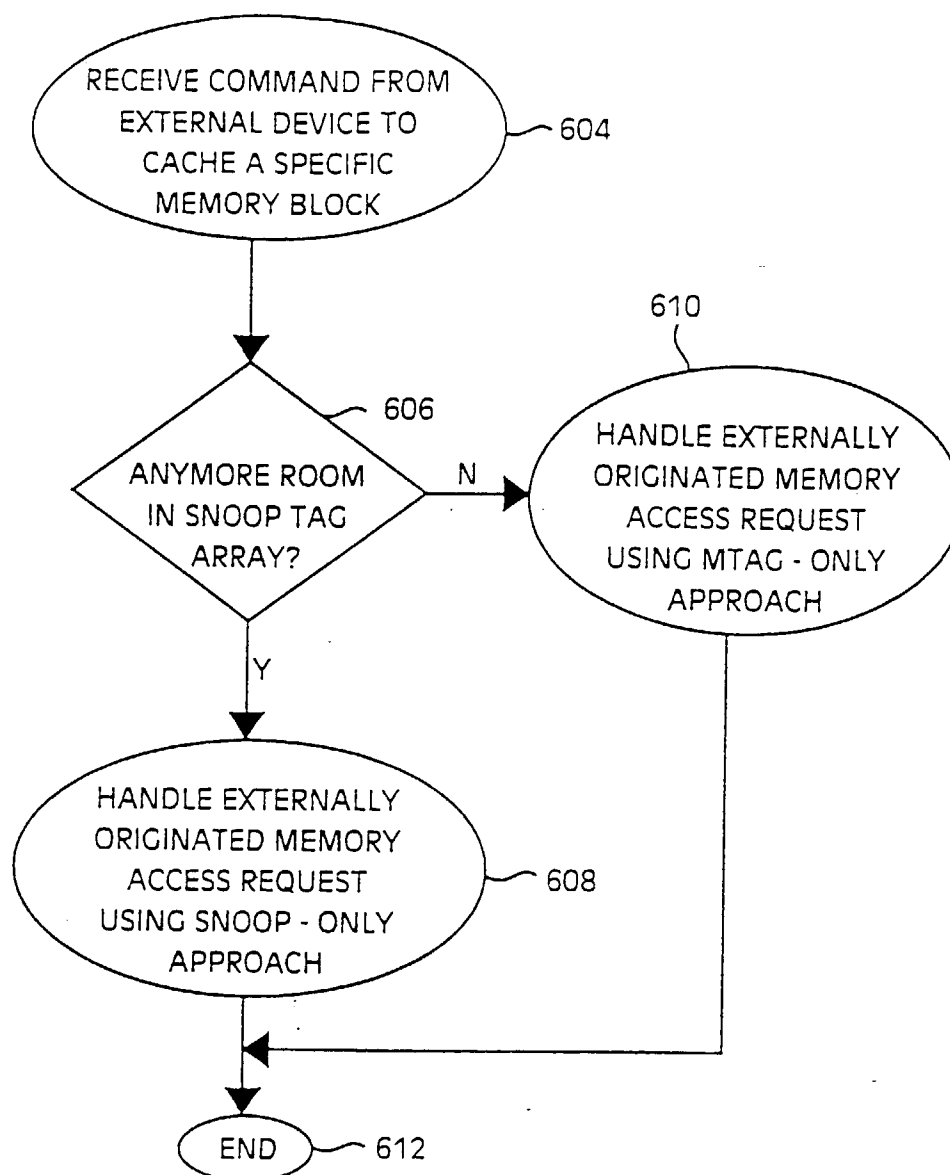 RECEIVE COMMAND FROM
EXTERNAL DEVICE TO
CACHE A SPECIFIC
MEMORY BLOCK
604
606
ANYMORE ROOM
IN SNOOP TAG
ARRAY?
N
610
HANDLE EXTERNALLY
ORIGINATED MEMORY
ACCESS REQUEST
USING MTAG - ONLY
APPROACH
Y
HANDLE EXTERNALLY
ORIGINATED MEMORY
ACCESS REQUEST
USING SNOOP - ONLY
APPROACH
608
END
612